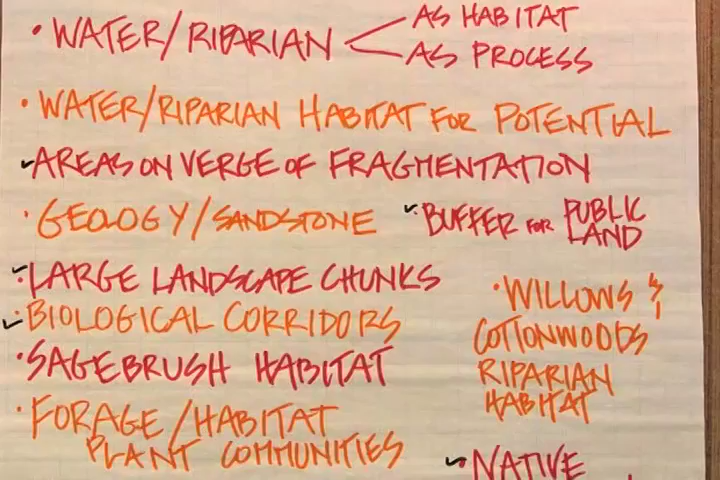 • WATER/RIPARIAN < AS HABITAT
AS PROCESS
• WATER/RIPARIAN HABITAT FOR POTENTIAL
✓AREAS ON VERGE OF FRAGMENTATION
• GEOLOGY/SANDSTONE
✓• BUFFER FOR PUBLIC
LAND
✓• LARGE LANDSCAPE CHUNKS
✓• BIOLOGICAL CORRIDORS
• SAGEBRUSH HABITAT
• FORAGE/HABITAT
PLANT COMMUNITIES
• WILLOWS &
COTTONWOODS
RIPARIAN
HABITAT
✓• NATIVE